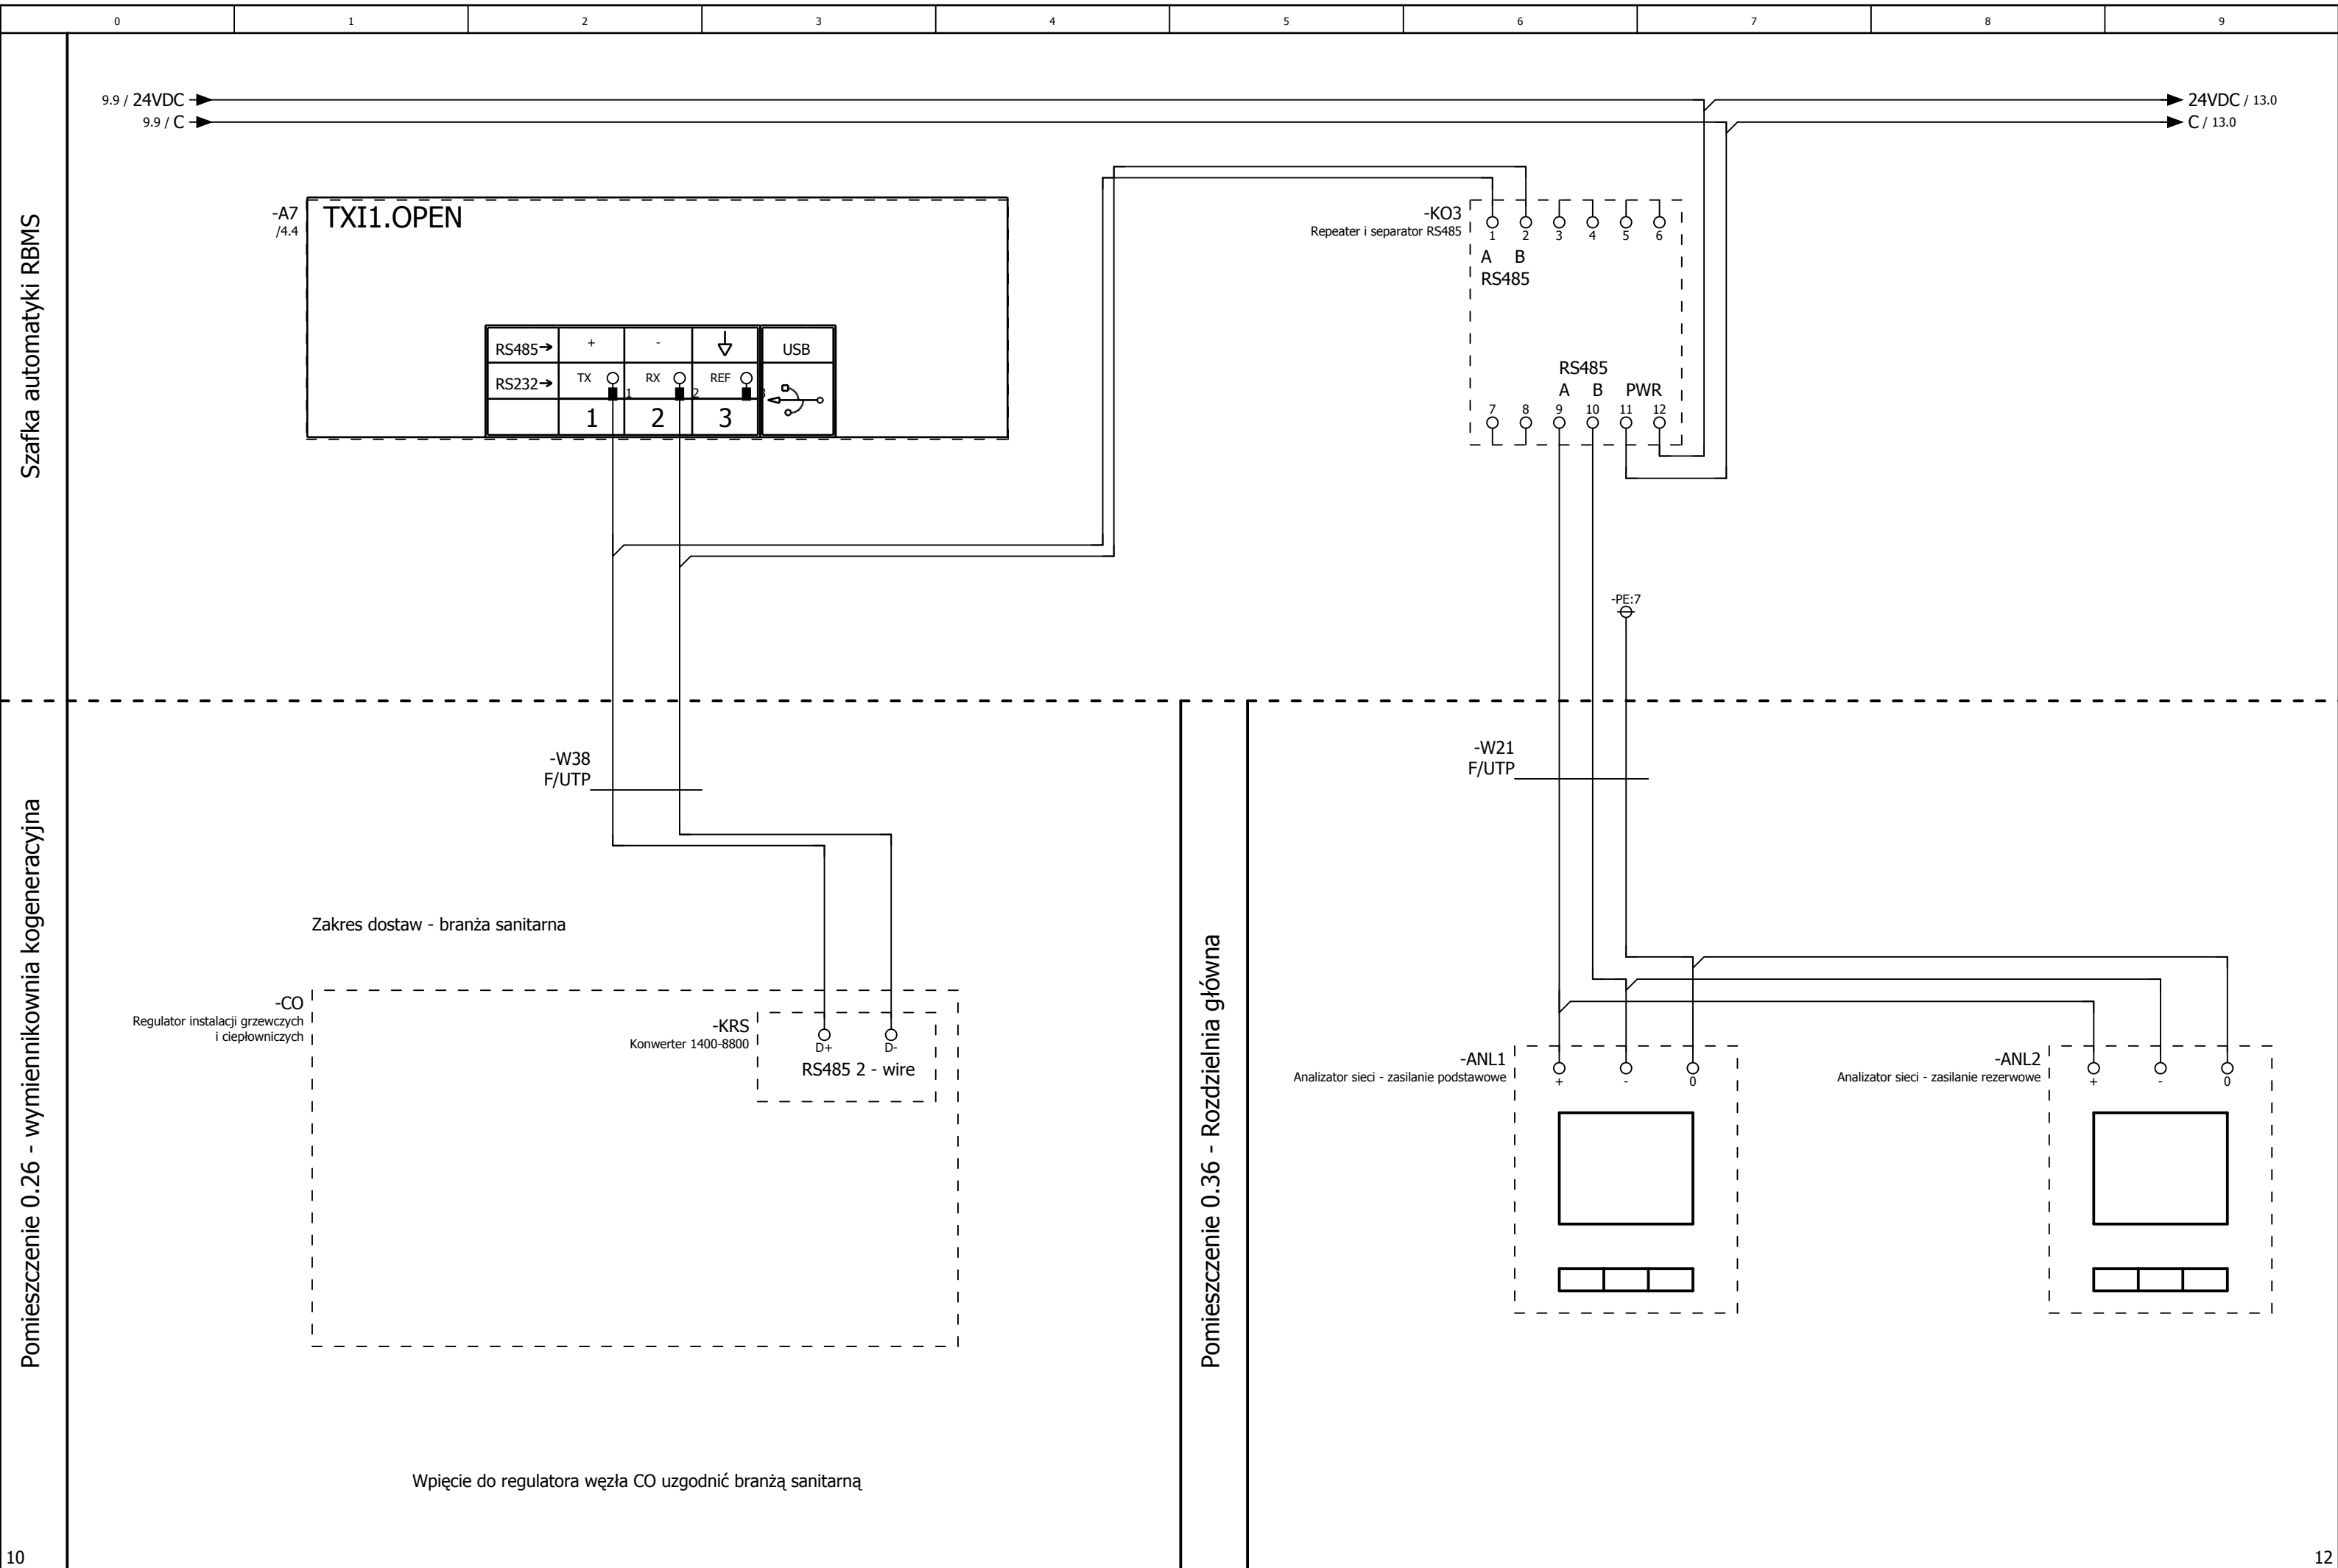 0 1 2 3 4 5 6 7 8 9
9.9 / 24VDC
24VDC / 13.0
9.9 / C
C / 13.0
Szafka automatyki RBMS
-A7
/4.4
TXI1.OPEN
RS485 + - USB
RS232 TX RX REF
1 2 3
1 2 3
-KO3
Repeater i separator RS485
1 2 3 4 5 6
A B
RS485
RS485
A B PWR
7 8 9 10 11 12
-PE:7
Pomieszczenie 0.26 - wymiennikownia kogeneracyjna
-W38
F/UTP
Zakres dostaw - branża sanitarna
-CO
Regulator instalacji grzewczych
i ciepłowniczych
-KRS
Konwerter 1400-8800
D+ D-
RS485 2 - wire
Wpięcie do regulatora węzła CO uzgodnić branżą sanitarną
Pomieszczenie 0.36 - Rozdzielnia główna
-W21
F/UTP
-ANL1
Analizator sieci - zasilanie podstawowe
+ - 0
-ANL2
Analizator sieci - zasilanie rezerwowe
+ - 0
10
12